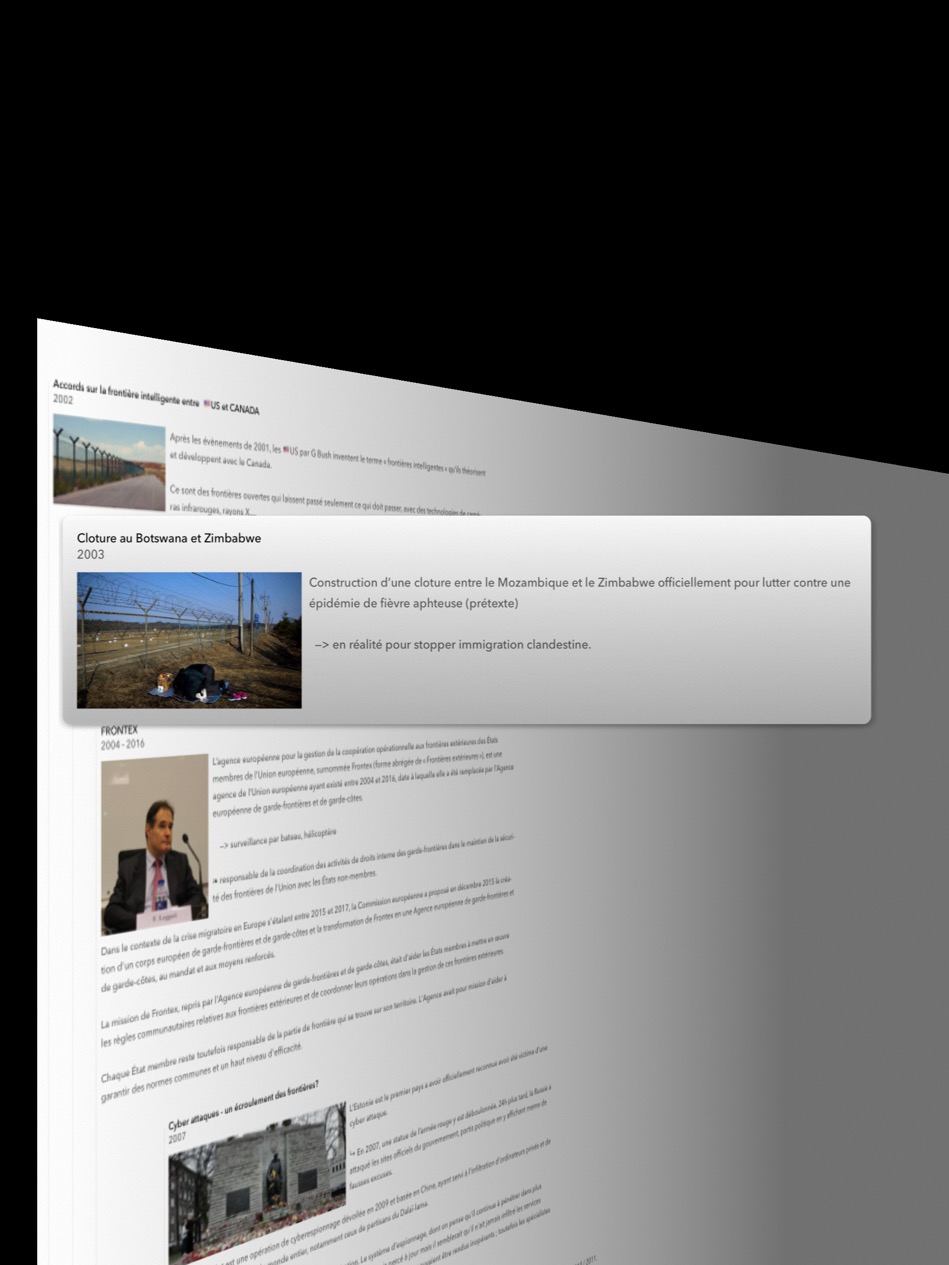 Accords sur la frontière intelligente entre 🇺🇸US et CANADA
2002
Après les évènements de 2001, les 🇺🇸US par G Bush inventent le terme « frontières intelligentes » qu'ils théorisent
et développent avec le Canada.
Ce sont des frontières ouvertes qui laissent passé seulement ce qui doit passer, avec des technologies de camé-
ras infrarouges, rayons X...
Cloture au Botswana et Zimbabwe
2003
Construction d'une cloture entre le Mozambique et le Zimbabwe officiellement pour lutter contre une
épidémie de fièvre aphteuse (prétexte)
—> en réalité pour stopper immigration clandestine.
FRONTEX
2004 - 2016
L'agence européenne pour la gestion de la coopération opérationnelle aux frontières extérieures des États
membres de l'Union européenne, surnommée Frontex (forme abrégée de « Frontières extérieures »), est une
agence de l'Union européenne ayant existé entre 2004 et 2016, date à laquelle elle a été remplacée par l'Agence
européenne de garde-frontières et de garde-côtes.
—> surveillance par bateau, hélicoptère
responsable de la coordination des activités de droits interne des garde-frontières dans le maintien de la sécuri-
té des frontières de l'Union avec les États non-membres.
F. Leggeri
Dans le contexte de la crise migratoire en Europe s'étalant entre 2015 et 2017, la Commission européenne a proposé en décembre 2015 la créa-
tion d'un corps européen de garde-frontières et de garde-côtes et la transformation de Frontex en une Agence européenne de garde-frontières et
de garde-côtes, au mandat et aux moyens renforcés.
La mission de Frontex, repris par l'Agence européenne de garde-frontières et de garde-côtes, était d'aider les États membres à mettre en œuvre
les règles communautaires relatives aux frontières extérieures et de coordonner leurs opérations dans la gestion de ces frontières extérieures.
Chaque État membre reste toutefois responsable de la partie de frontière qui se trouve sur son territoire. L'Agence avait pour mission d'aider à
garantir des normes communes et un haut niveau d'efficacité.
Cyber attaques - un écroulement des frontières?
2007
L'Estonie est le premier pays a avoir officiellement reconnue avoir été victime d'une
cyber attaque.
↪ En 2007, une statue de l'armée rouge y est déboulonnée, 24h plus tard, la Russie a
attaqué les sites officiels du gouvernement, partis politique en y affichant meme de
fausses excuses.
est une opération de cyberespionnage dévoilée en 2009 et basée en Chine, ayant servi à l'infiltration d'ordinateurs privés et de
monde entier, notamment ceux de partisans du Dalaï-lama.
Le système d'espionnage, dont on pense qu'il continue à pénétrer dans plus
percé à jour mais il semblerait qu'il n'ait jamais infiltré les services
être rendus inopérants ; toutefois les spécialistes
2011.